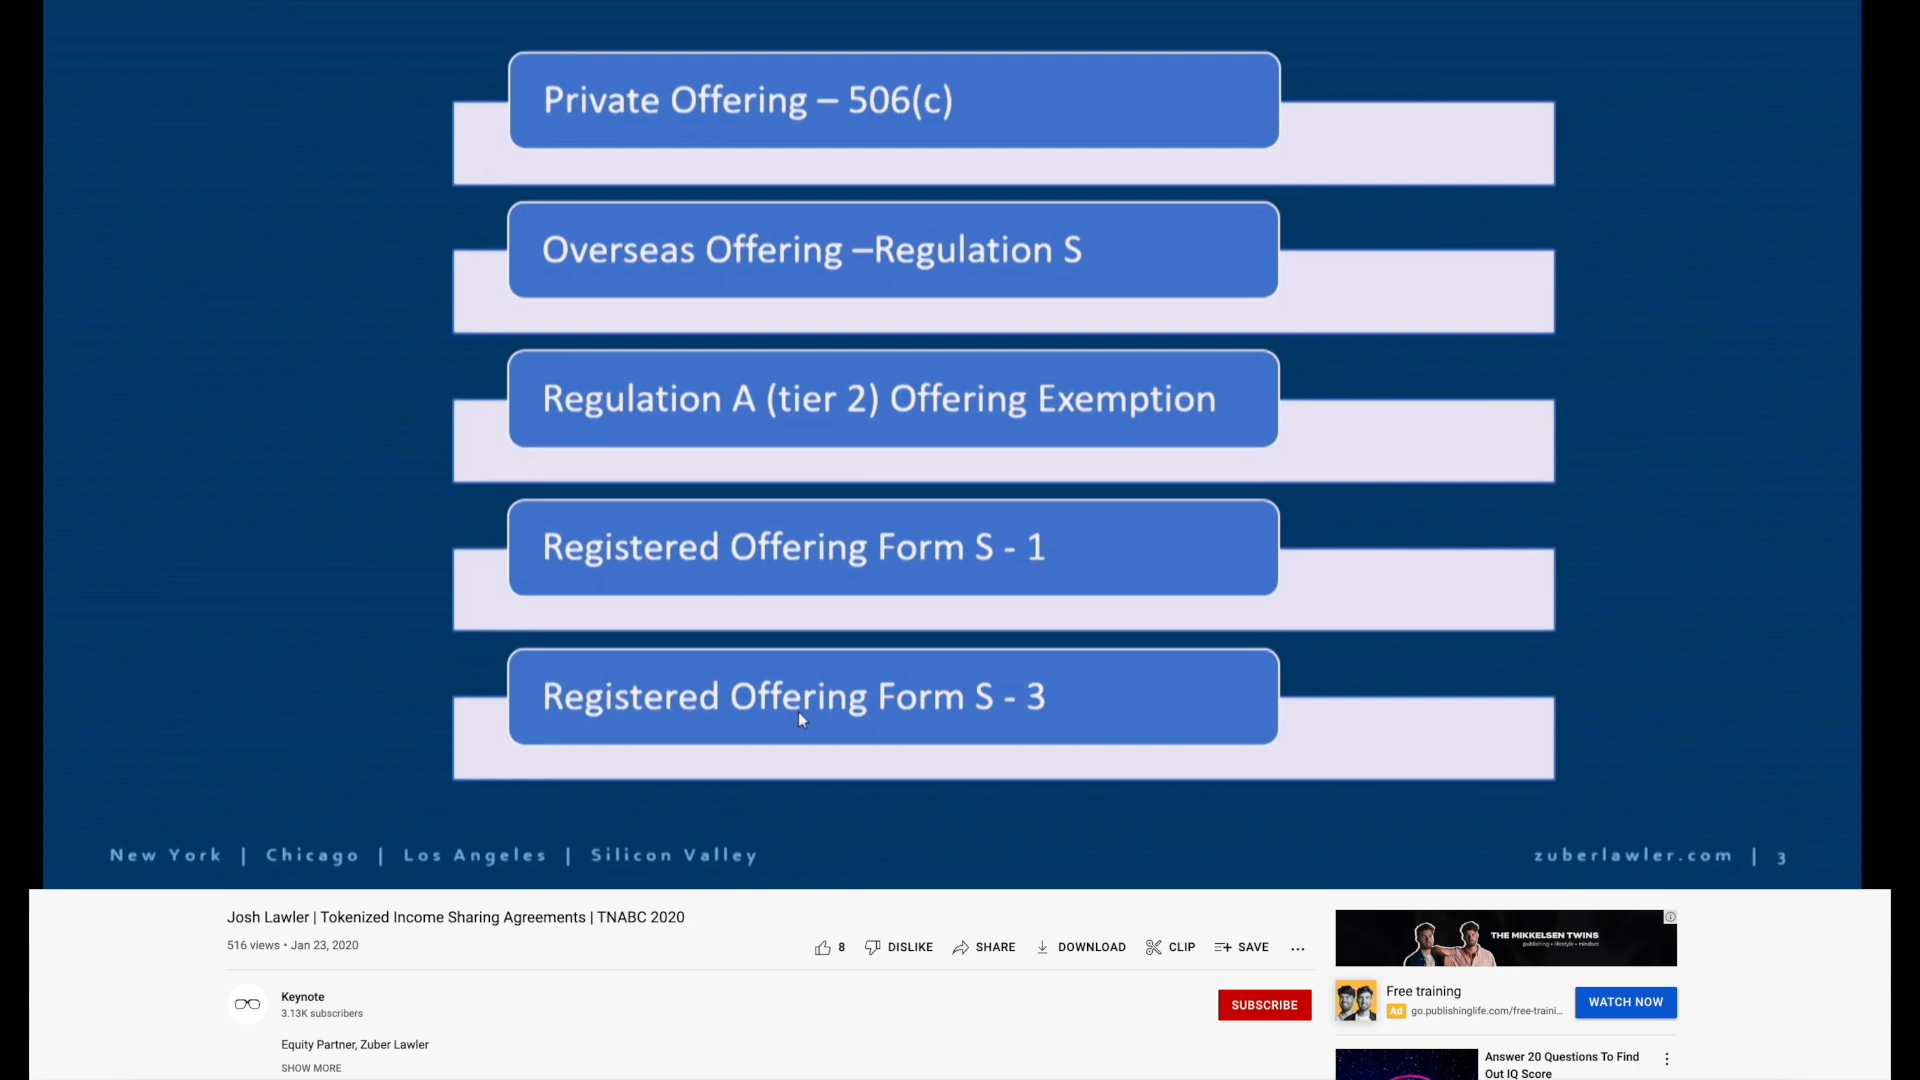 Private Offering – 506(c)
Overseas Offering –Regulation S
Regulation A (tier 2) Offering Exemption
Registered Offering Form S - 1
Registered Offering Form S - 3
New York | Chicago | Los Angeles | Silicon Valley
zuberlawler.com | 3
Josh Lawler | Tokenized Income Sharing Agreements | TNABC 2020
516 views • Jan 23, 2020
8 DISLIKE SHARE DOWNLOAD CLIP SAVE ...
Keynote
3.13K subscribers
SUBSCRIBE
Equity Partner, Zuber Lawler
SHOW MORE
THE MIKKELSEN TWINS
publishing • lifestyle • mindset
Free training
Ad go.publishinglife.com/free-traini...
WATCH NOW
Answer 20 Questions To Find
Out IQ Score